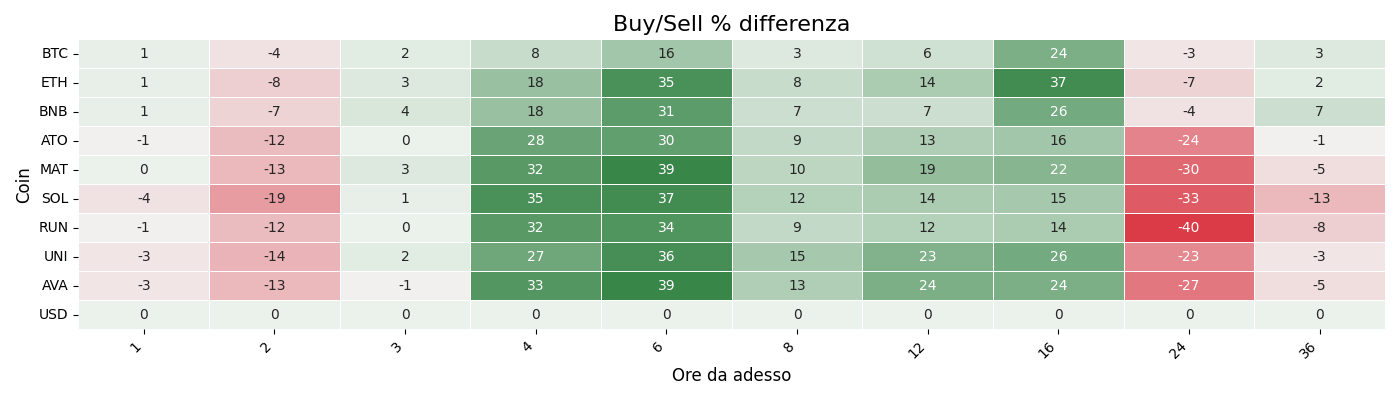 Buy/Sell % differenza
Coin
BTC 1 -4 2 8 16 3 6 24 -3 3
ETH 1 -8 3 18 35 8 14 37 -7 2
BNB 1 -7 4 18 31 7 7 26 -4 7
ATO -1 -12 0 28 30 9 13 16 -24 -1
MAT 0 -13 3 32 39 10 19 22 -30 -5
SOL -4 -19 1 35 37 12 14 15 -33 -13
RUN -1 -12 0 32 34 9 12 14 -40 -8
UNI -3 -14 2 27 36 15 23 26 -23 -3
AVA -3 -13 -1 33 39 13 24 24 -27 -5
USD 0 0 0 0 0 0 0 0 0 0
1 2 3 4 6 8 12 16 24 36
Ore da adesso